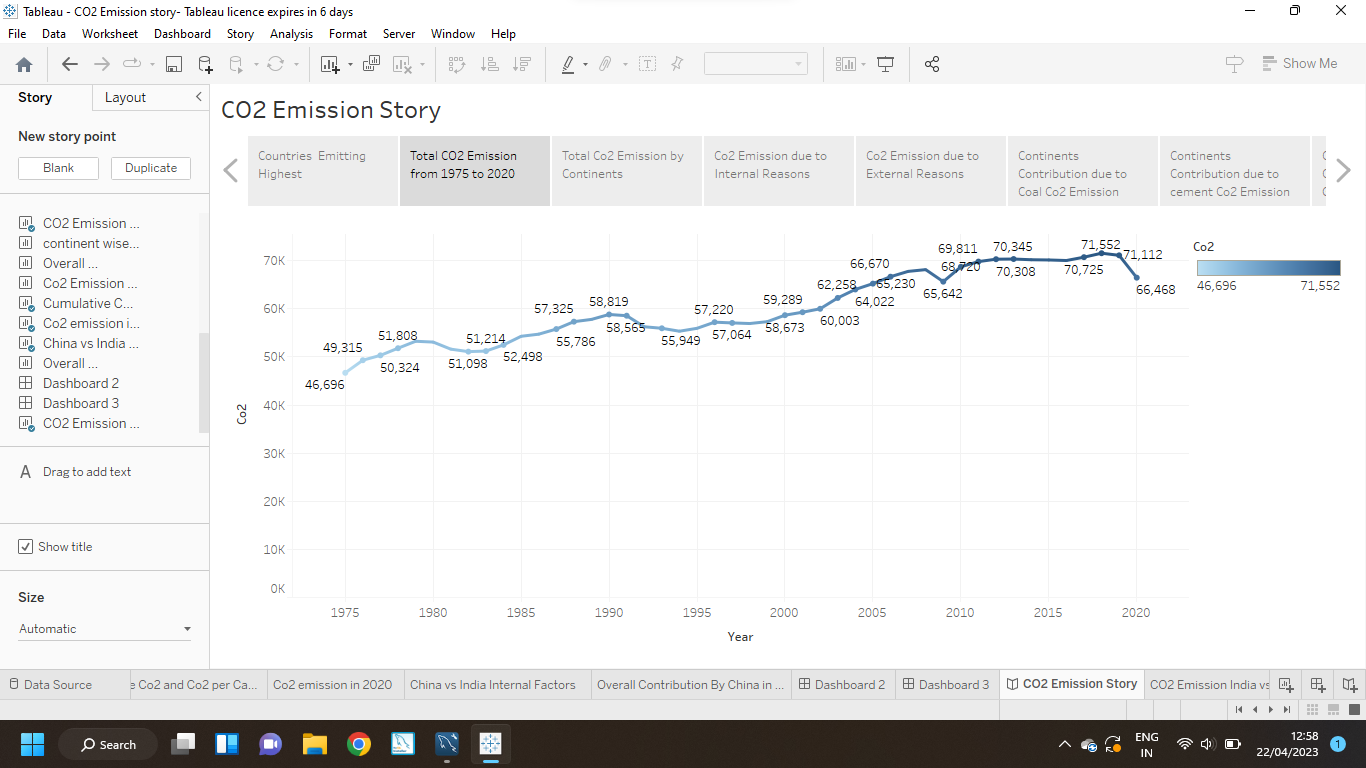 Tableau - CO2 Emission story- Tableau licence expires in 6 days
File Data Worksheet Dashboard Story Analysis Format Server Window Help
Show Me
Story Layout
New story point
Blank Duplicate
CO2 Emission ...
continent wise...
Overall ...
Co2 Emission ...
Cumulative C...
Co2 emission i...
China vs India ...
Overall ...
Dashboard 2
Dashboard 3
CO2 Emission ...
A Drag to add text
Show title
Size
Automatic
CO2 Emission Story
Countries Emitting
Highest
Total CO2 Emission
from 1975 to 2020
Total Co2 Emission by
Continents
Co2 Emission due to
Internal Reasons
Co2 Emission due to
External Reasons
Continents
Contribution due to
Coal Co2 Emission
Continents
Contribution due to
cement Co2 Emission
Co2
70K
60K
50K
40K
30K
20K
10K
0K
46,696
49,315
50,324
51,808
51,098
51,214
52,498
57,325
55,786
58,819
58,565
55,949
57,220
57,064
59,289
58,673
60,003
62,258
64,022
66,670
65,230
65,642
69,811
68,720
70,345
70,308
70,725
71,552
71,112
66,468
1975 1980 1985 1990 1995 2000 2005 2010 2015 2020
Year
Co2
46,696 71,552
Data Source
e Co2 and Co2 per Ca...
Co2 emission in 2020
China vs India Internal Factors
Overall Contribution By China in ...
Dashboard 2
Dashboard 3
CO2 Emission Story
CO2 Emission India vs
Search
ENG
IN
12:58
22/04/2023
1